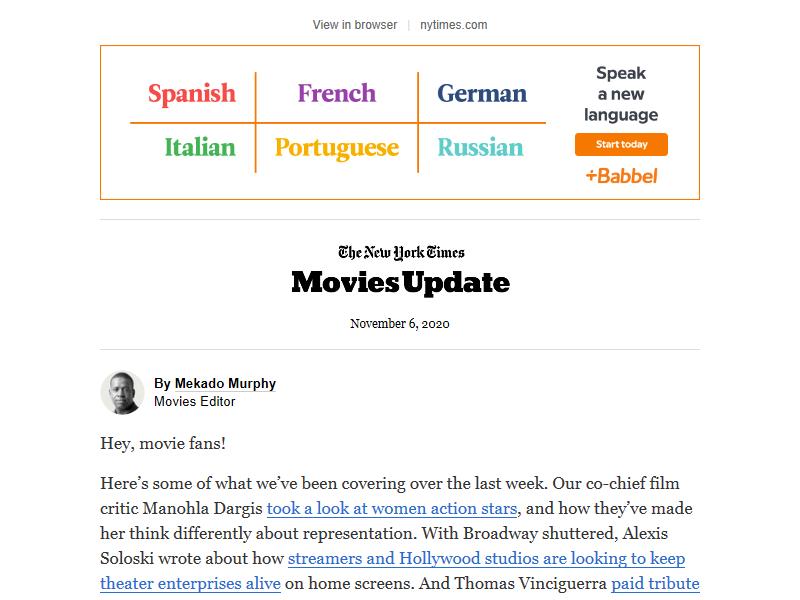 View in browser | nytimes.com
Spanish French German
Italian Portuguese Russian
Speak
a new
language
Start today
+Babbel
The New York Times
Movies Update
November 6, 2020
By Mekado Murphy
Movies Editor
Hey, movie fans!
Here’s some of what we’ve been covering over the last week. Our co-chief film
critic Manohla Dargis took a look at women action stars, and how they’ve made
her think differently about representation. With Broadway shuttered, Alexis
Soloski wrote about how streamers and Hollywood studios are looking to keep
theater enterprises alive on home screens. And Thomas Vinciguerra paid tribute